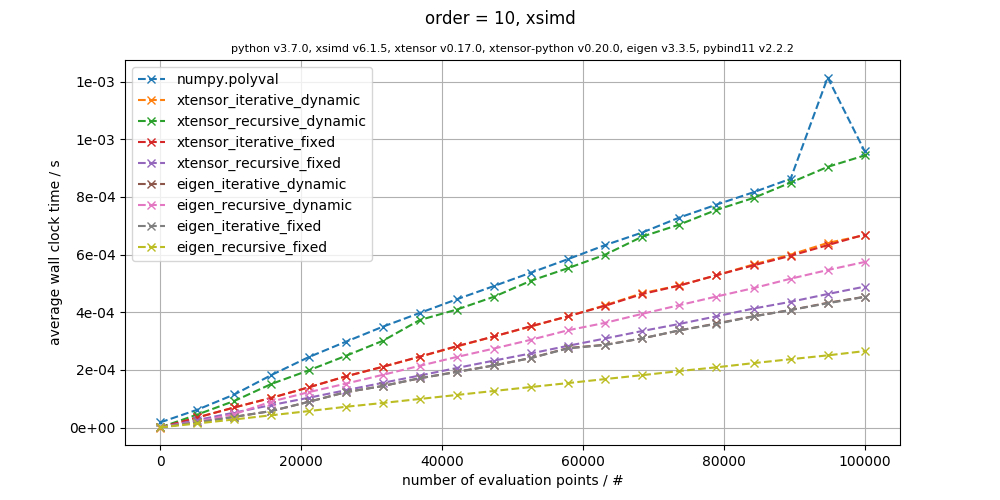 order = 10, xsimd
python v3.7.0, xsimd v6.1.5, xtensor v0.17.0, xtensor-python v0.20.0, eigen v3.3.5, pybind11 v2.2.2
1e-03
1e-03
8e-04
6e-04
4e-04
2e-04
0e+00
average wall clock time / s
numpy.polyval
xtensor_iterative_dynamic
xtensor_recursive_dynamic
xtensor_iterative_fixed
xtensor_recursive_fixed
eigen_iterative_dynamic
eigen_recursive_dynamic
eigen_iterative_fixed
eigen_recursive_fixed
0 20000 40000 60000 80000 100000
number of evaluation points / #